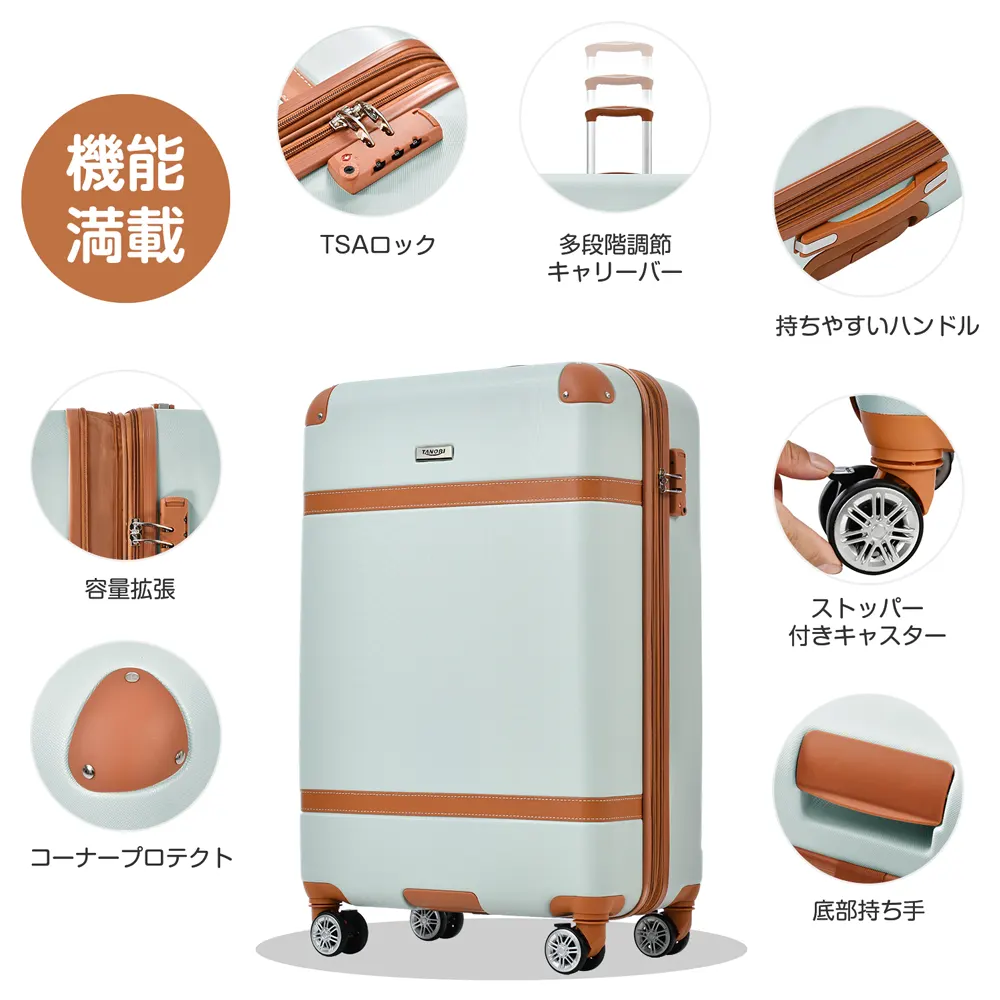 機能
満載
TSAロック
多段階調節
キャリーバー
持ちやすいハンドル
容量拡張
TANOBI
ストッパー
付きキャスター
コーナープロテクト
底部持ち手